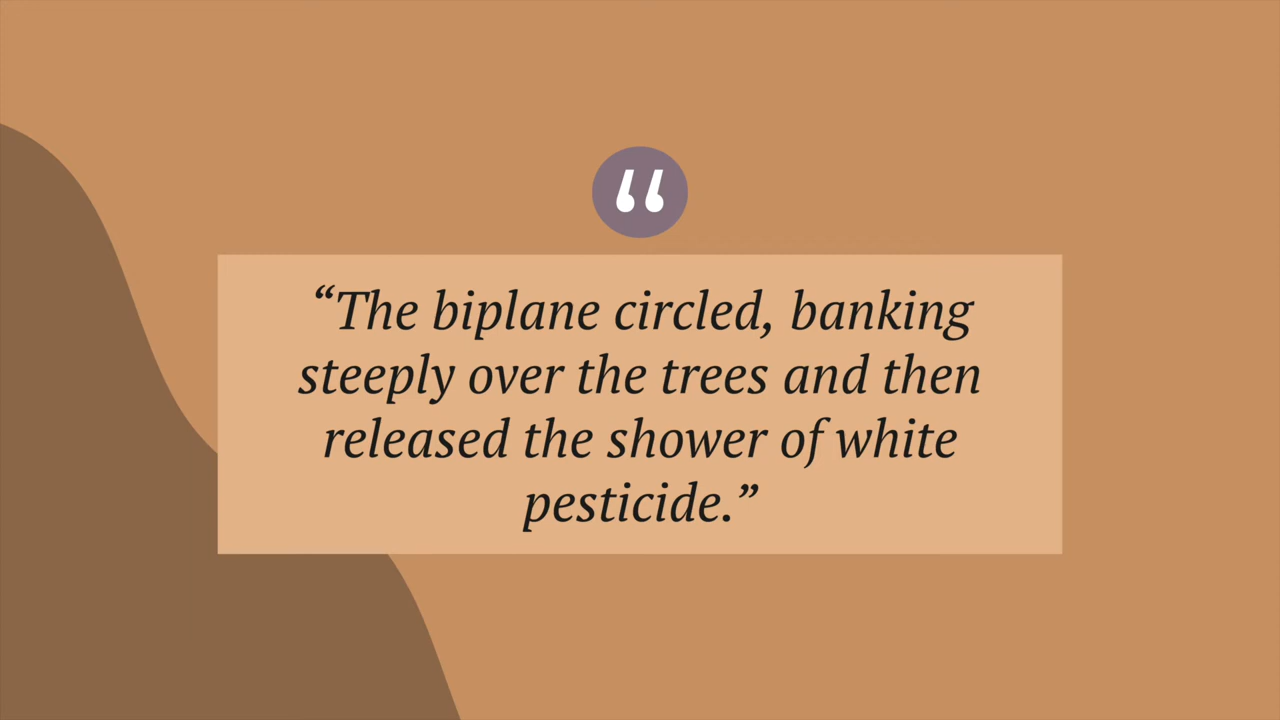 “
“The biplane circled, banking
steeply over the trees and then
released the shower of white
pesticide.”